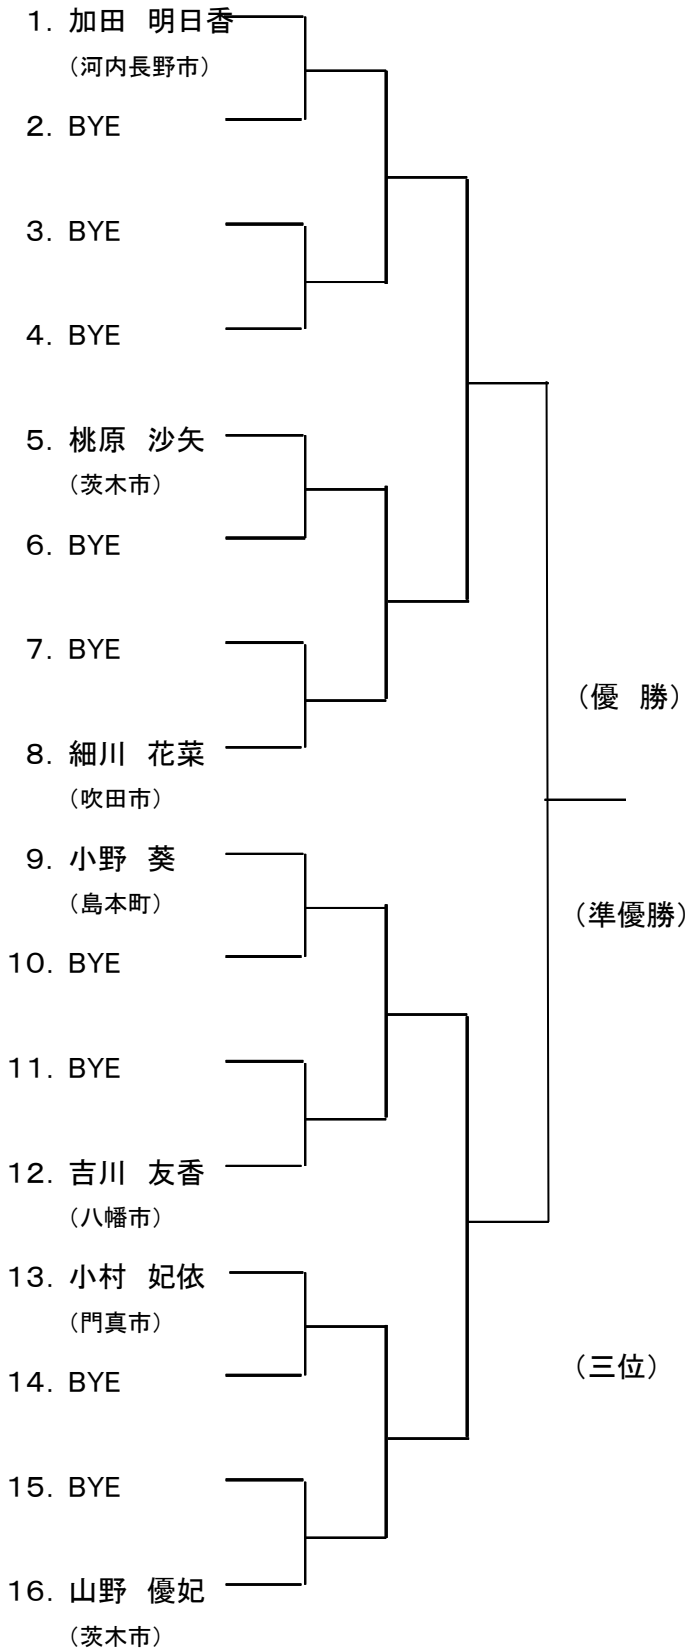 1. 加田　明日香
（河内長野市）
2. BYE
3. BYE
4. BYE
5. 桃原　沙矢
（茨木市）
6. BYE
7. BYE
（優　勝）
8. 細川　花菜
（吹田市）
9. 小野　葵
（島本町）
（準優勝）
10. BYE
11. BYE
12. 吉川　友香
（八幡市）
13. 小村　妃依
（門真市）
（三位）
14. BYE
15. BYE
16. 山野　優妃
（茨木市）